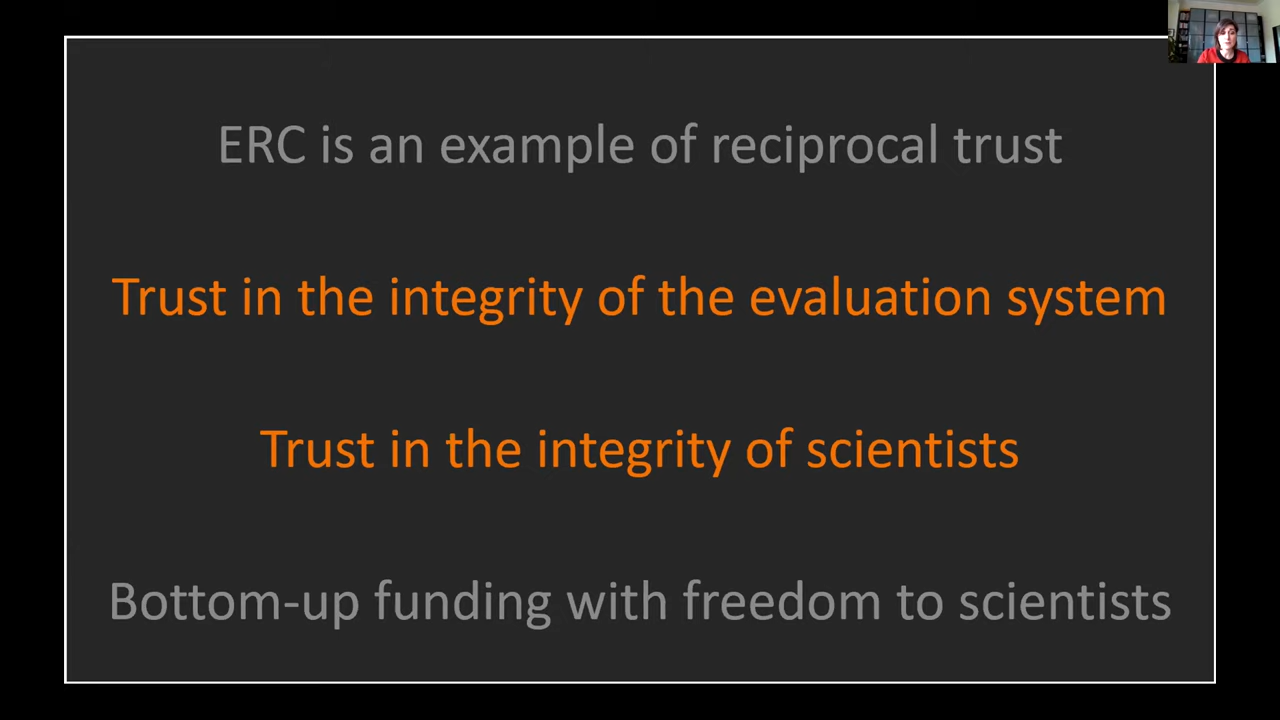 ERC is an example of reciprocal trust
Trust in the integrity of the evaluation system
Trust in the integrity of scientists
Bottom-up funding with freedom to scientists